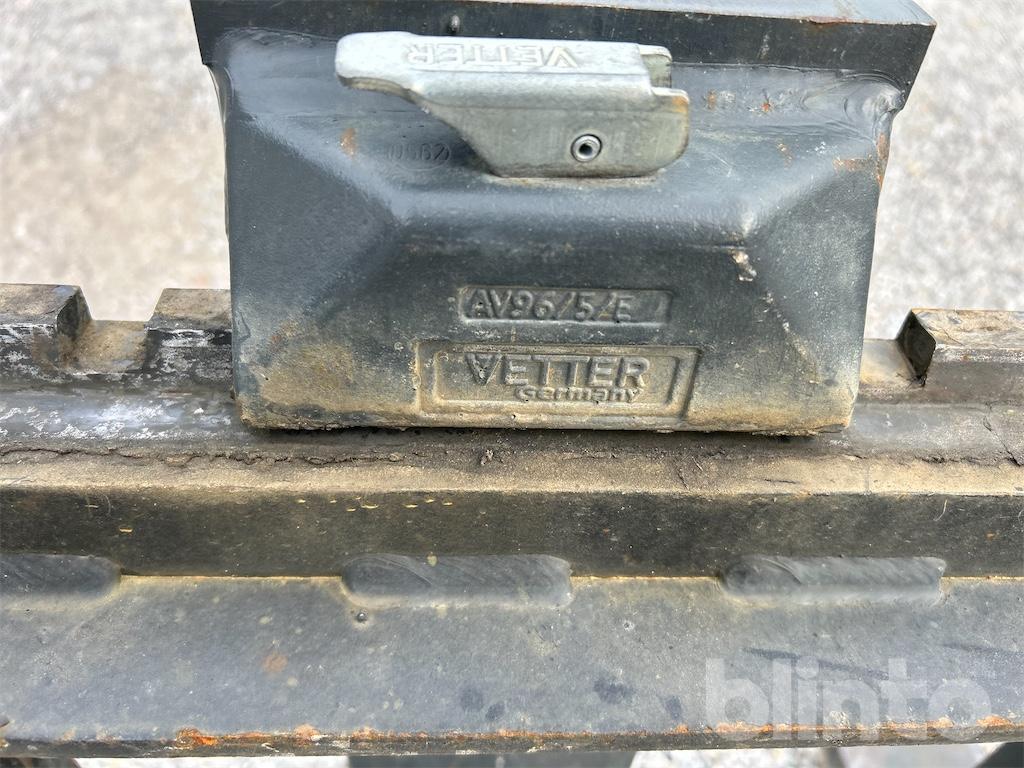 VETTER
AV96/5/E
VETTER
Germany
blinto